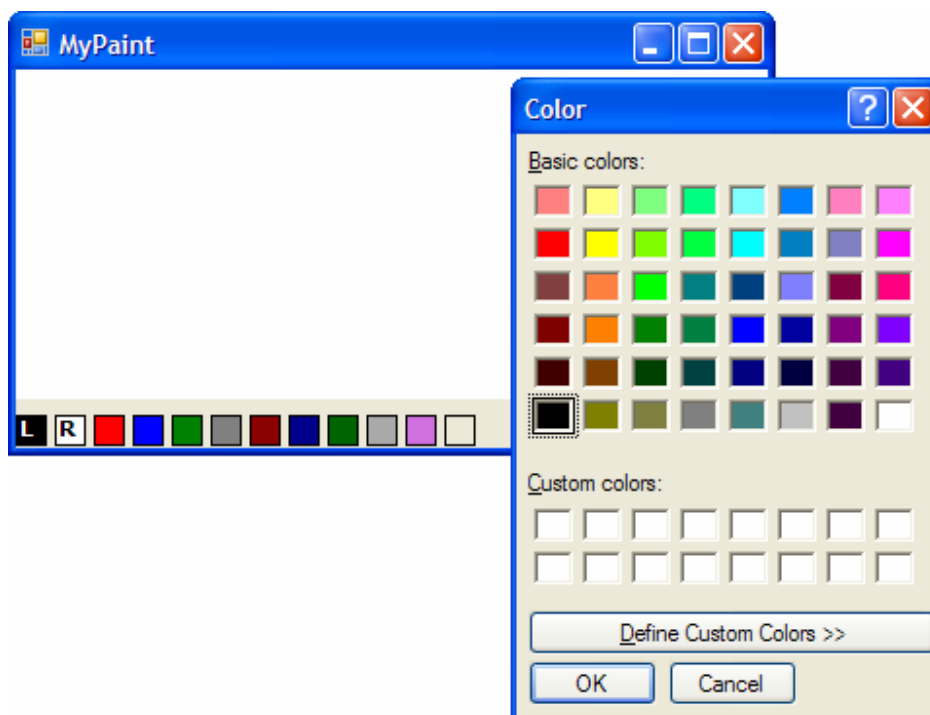 MyPaint
Color
Basic colors:
L R
Custom colors:
Define Custom Colors >>
OK Cancel